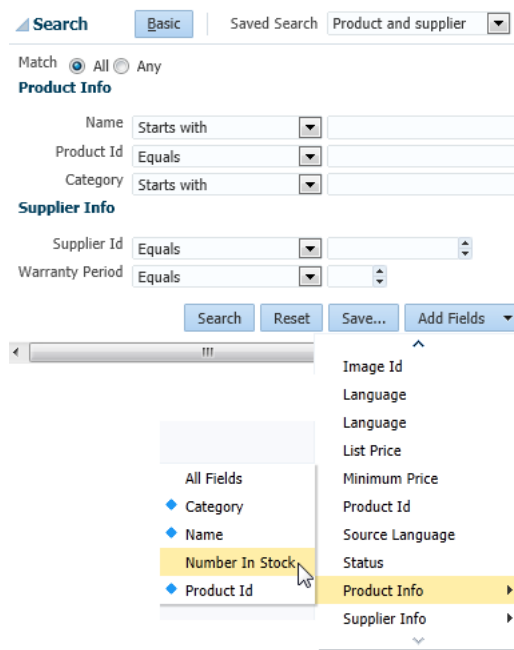 Search Basic Saved Search Product and supplier
Match All Any
Product Info
Name Starts with
Product Id Equals
Category Starts with
Supplier Info
Supplier Id Equals
Warranty Period Equals
Search Reset Save... Add Fields
Image Id
Language
Language
List Price
All Fields Minimum Price
Category Product Id
Name Source Language
Number In Stock Status
Product Id Product Info
Supplier Info